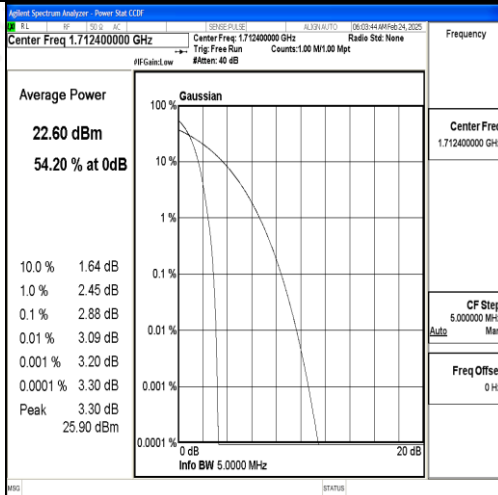 Agilent Spectrum Analyzer - Power Stat CCDF
RL RF 50 Ω AC SENSE:PULSE ALIGN AUTO 06:03:44 AM Feb 24, 2025
Center Freq 1.712400000 GHz
Center Freq: 1.712400000 GHz
Radio Std: None
Trig: Free Run
Counts:1.00 M/1.00 Mpt
#IFGain:Low
#Atten: 40 dB
Frequency
Average Power
22.60 dBm
54.20 % at 0dB
10.0 % 1.64 dB
1.0 % 2.45 dB
0.1 % 2.88 dB
0.01 % 3.09 dB
0.001 % 3.20 dB
0.0001 % 3.30 dB
Peak 3.30 dB
25.90 dBm
Gaussian
100 %
10 %
1 %
0.1 %
0.01 %
0.001 %
0.0001 %
0 dB
20 dB
Info BW 5.0000 MHz
Center Freq
1.712400000 GHz
CF Step
5.000000 MHz
Auto Man
Freq Offse
0 H
MSG
STATUS